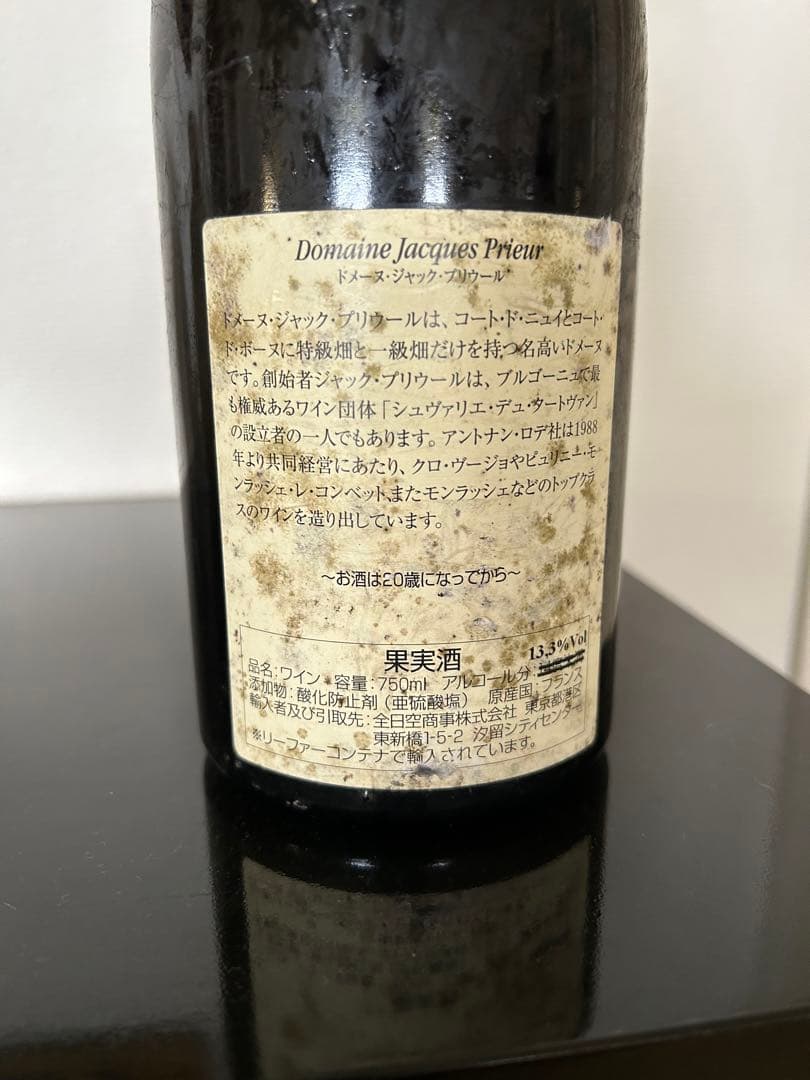 Domaine Jacques Prieur
ドメーヌ・ジャック・プリウール
ドメーヌ・ジャック・プリウールは、コート・ド・ニュイとコート・
ド・ボーヌに特級畑と一級畑だけを持つ名高いドメーヌ
です。創始者ジャック・プリウールは、ブルゴーニュで最
も権威あるワイン団体「シュヴァリエ・デュ・タートヴァン」
の設立者の一人でもあります。アントナン・ロデ社は1988
年より共同経営にあたり、クロ・ヴージョやピュリニー・モ
ンラッシェ・レ・コンベット、またモンラッシェなどのトップクラ
スのワインを造り出しています。
〜お酒は20歳になってから〜
果実酒
13,3%Vol
品名:ワイン 容量:750ml アルコール分:
添加物:酸化防止剤(亜硫酸塩) 原産国:フランス
輸入者及び引取先:全日空商事株式会社 東京都港区
東新橋1-5-2 汐留シティセンター
※リーファーコンテナで輸入されています。